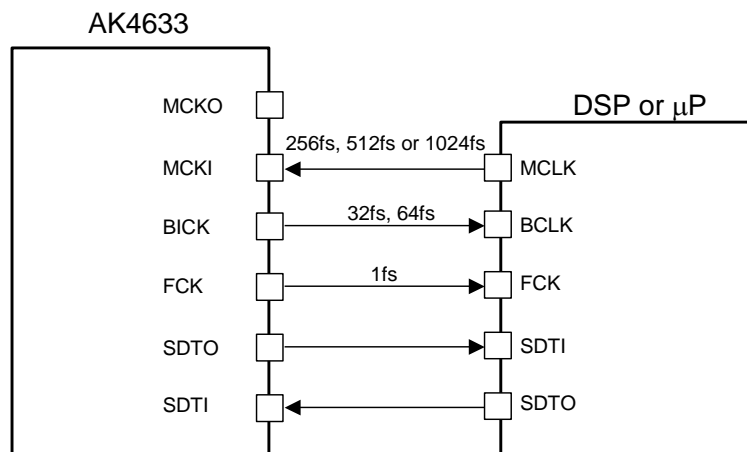 AK4633
DSP or μP
MCKO
256fs, 512fs or 1024fs
MCKI
MCLK
32fs, 64fs
BICK
BCLK
1fs
FCK
FCK
SDTO
SDTI
SDTI
SDTO